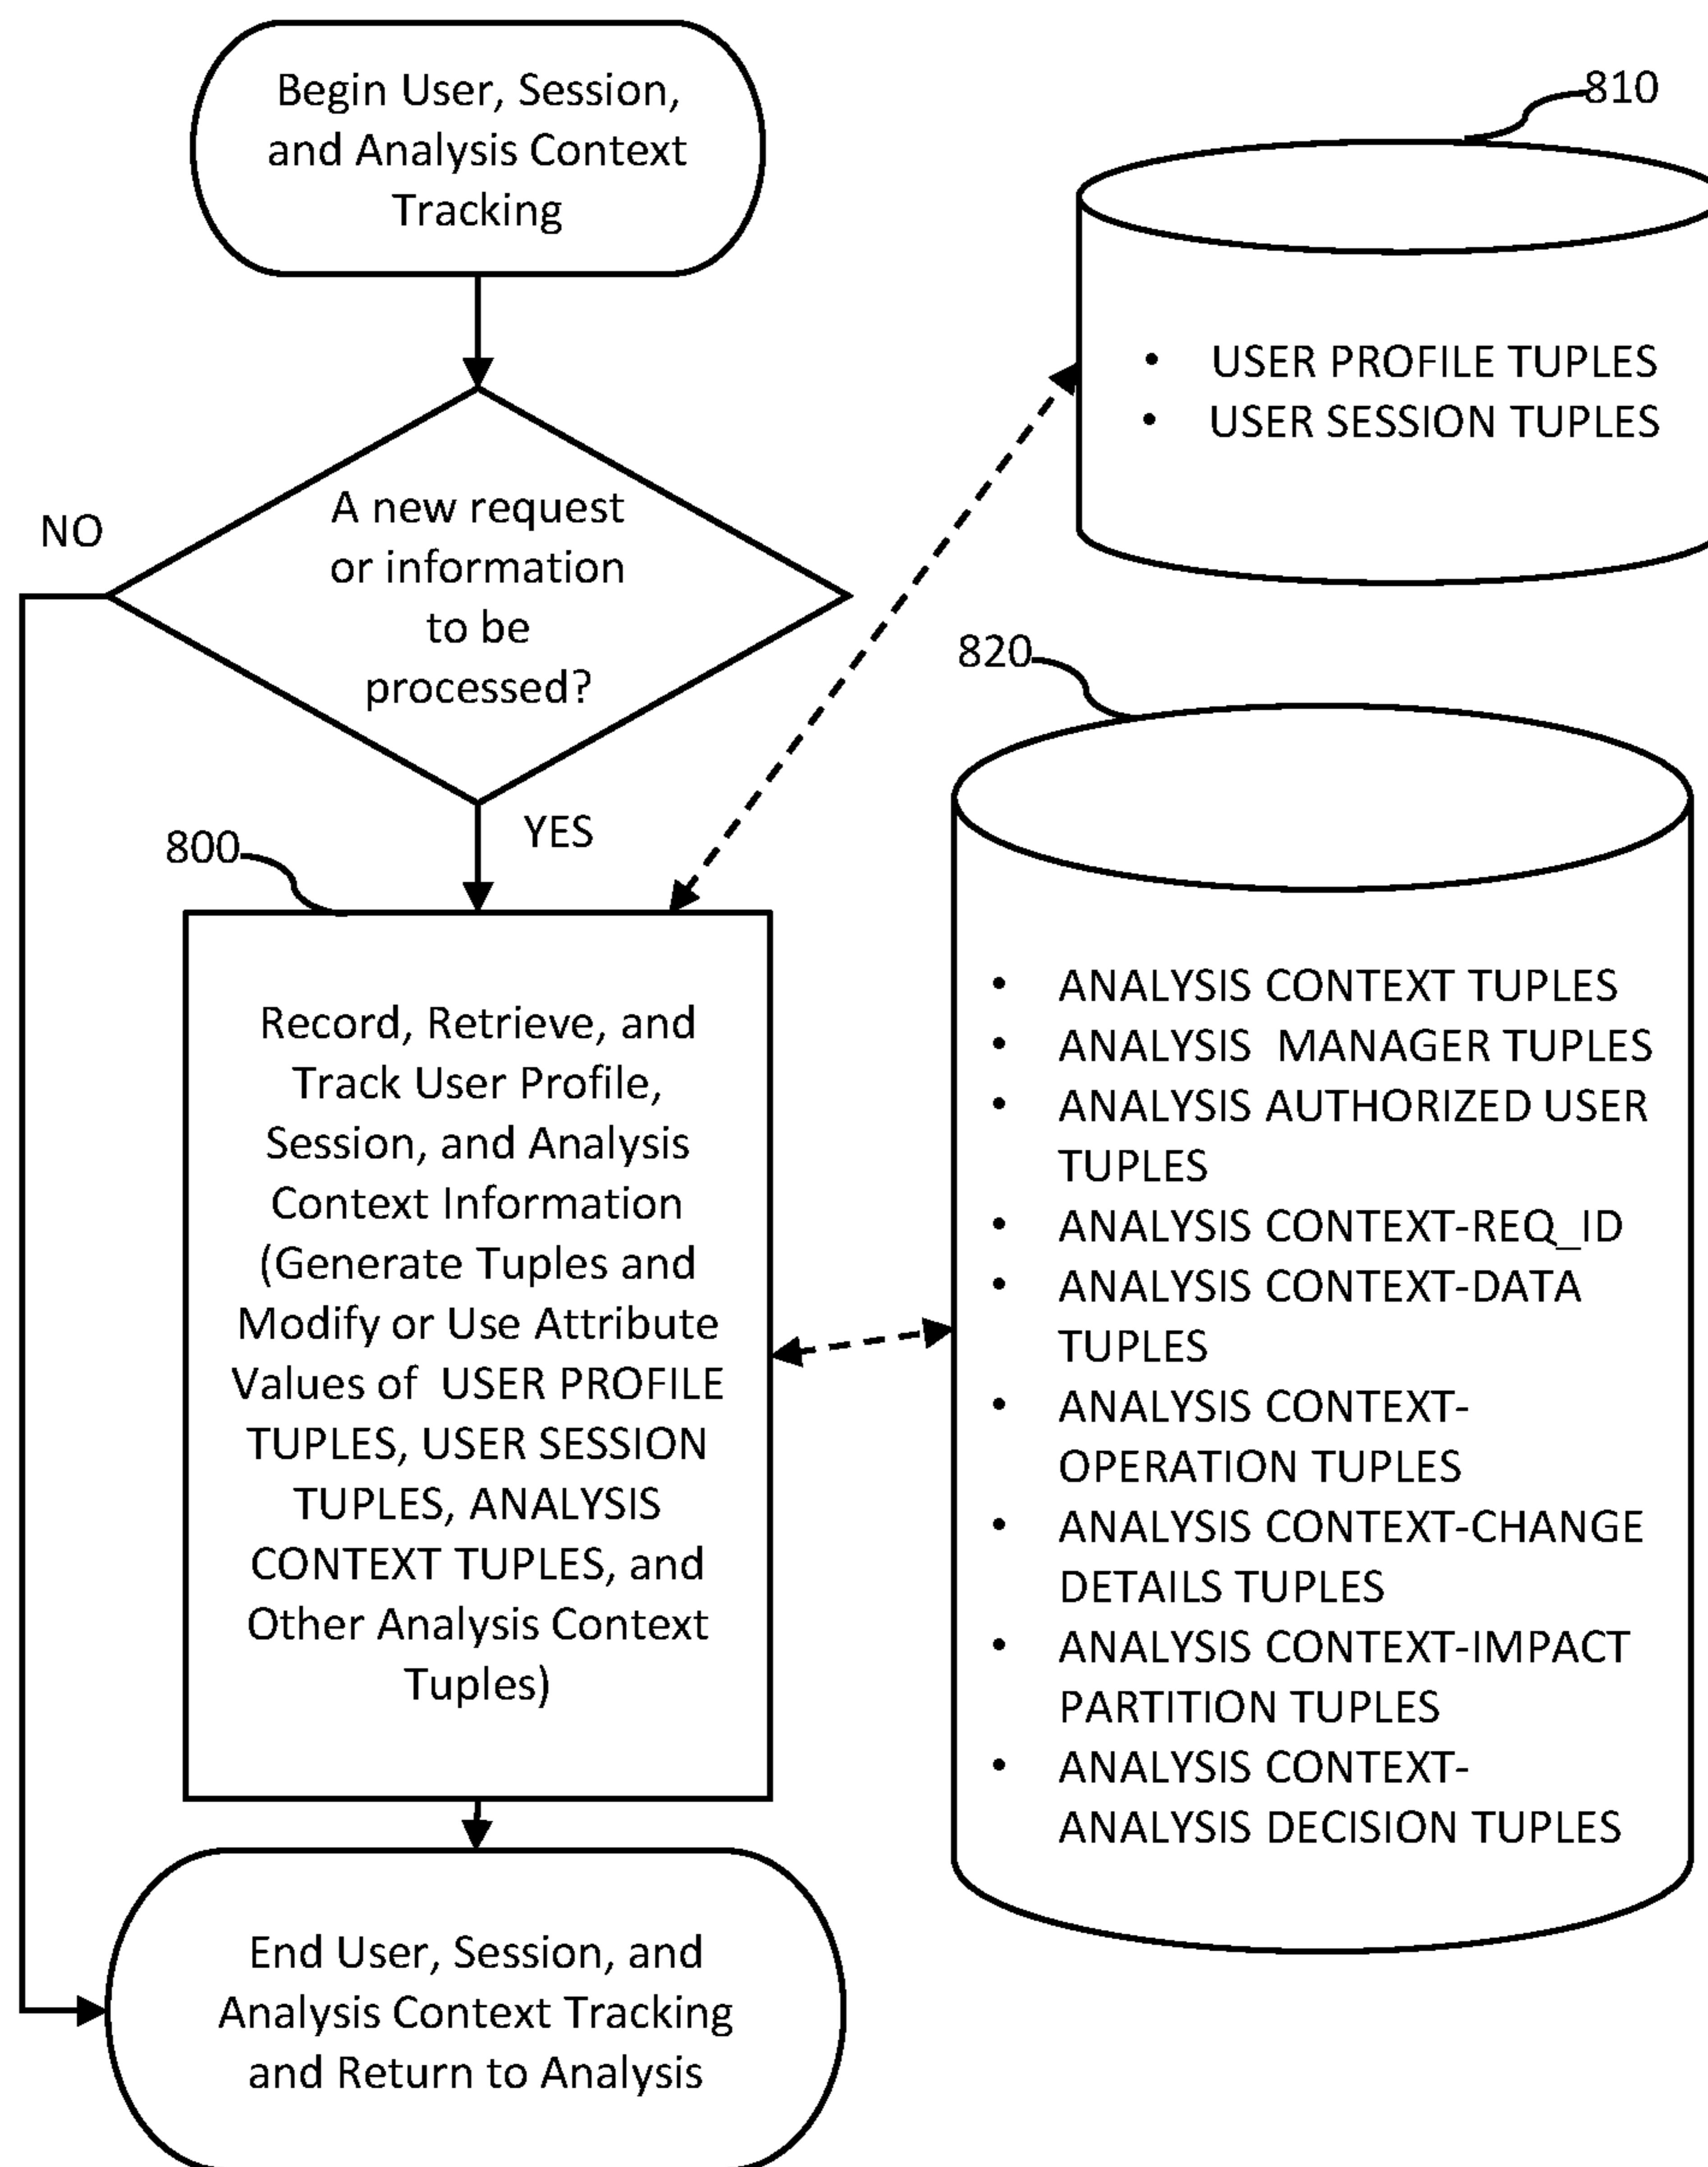 Begin User, Session,
and Analysis Context
Tracking
810
• USER PROFILE TUPLES
• USER SESSION TUPLES
A new request
or information
to be
processed?
NO
YES
820
800
Record, Retrieve, and
Track User Profile,
Session, and Analysis
Context Information
(Generate Tuples and
Modify or Use Attribute
Values of USER PROFILE
TUPLES, USER SESSION
TUPLES, ANALYSIS
CONTEXT TUPLES, and
Other Analysis Context
Tuples)
• ANALYSIS CONTEXT TUPLES
• ANALYSIS MANAGER TUPLES
• ANALYSIS AUTHORIZED USER
TUPLES
• ANALYSIS CONTEXT-REQ_ID
• ANALYSIS CONTEXT-DATA
TUPLES
• ANALYSIS CONTEXT-
OPERATION TUPLES
• ANALYSIS CONTEXT-CHANGE
DETAILS TUPLES
• ANALYSIS CONTEXT-IMPACT
PARTITION TUPLES
• ANALYSIS CONTEXT-
ANALYSIS DECISION TUPLES
End User, Session, and
Analysis Context Tracking
and Return to Analysis